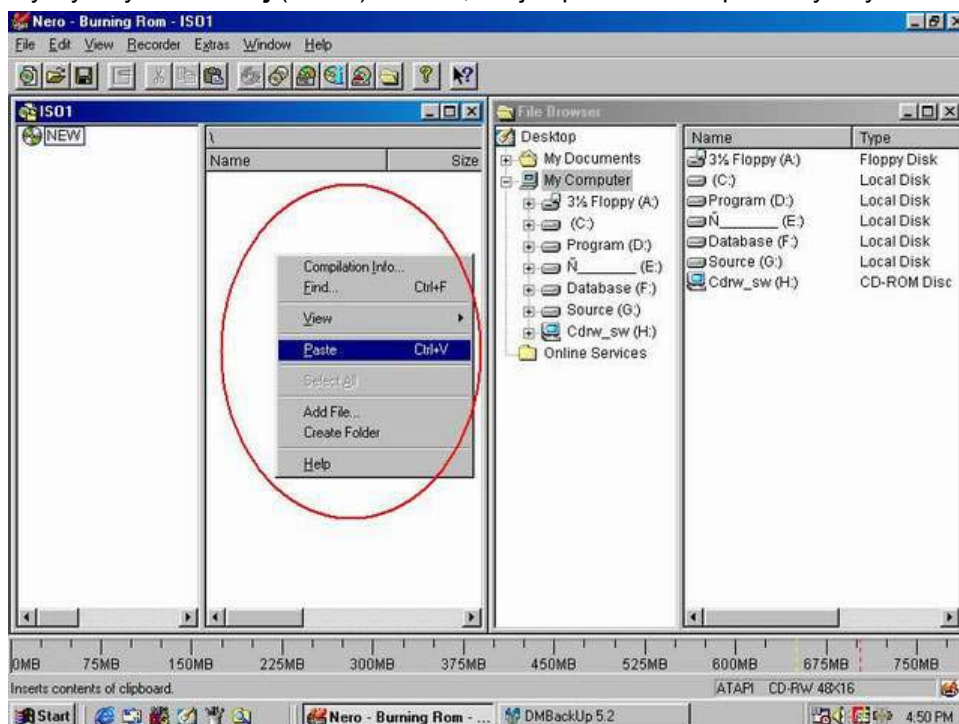 Nero - Burning Rom - ISO1
File Edit View Recorder Extras Window Help
ISO1
NEW
\
Name Size
Compilation Info...
Find... Ctrl+F
View
Paste Ctrl+V
Select All
Add File...
Create Folder
Help
File Browser
Desktop
My Documents
My Computer
3½ Floppy (A:)
(C:)
Program (D:)
Ñ______ (E:)
Database (F:)
Source (G:)
Cdrw_sw (H:)
Online Services
Name Type
3½ Floppy (A:) Floppy Disk
(C:) Local Disk
Program (D:) Local Disk
Ñ______ (E:) Local Disk
Database (F:) Local Disk
Source (G:) Local Disk
Cdrw_sw (H:) CD-ROM Disc
0MB 75MB 150MB 225MB 300MB 375MB 450MB 525MB 600MB 675MB 750MB
Inserts contents of clipboard. ATAPI CD-RW 48X16
Start Nero - Burning Rom - ... DMBackUp 5.2 4:50 PM